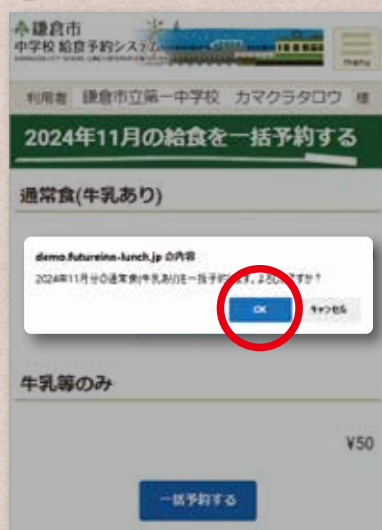 鎌倉市
中学校 給食予約システム
menu
利用者 鎌倉市立第一中学校 カマクラタロウ 様
2024年11月の給食を一括予約する
通常食(牛乳あり)
demo.futureinn-lunch.jp の内容
2024年11月分の通常食(牛乳あり)を一括予約します。よろしいですか？
OK キャンセル
牛乳等のみ
¥50
一括予約する